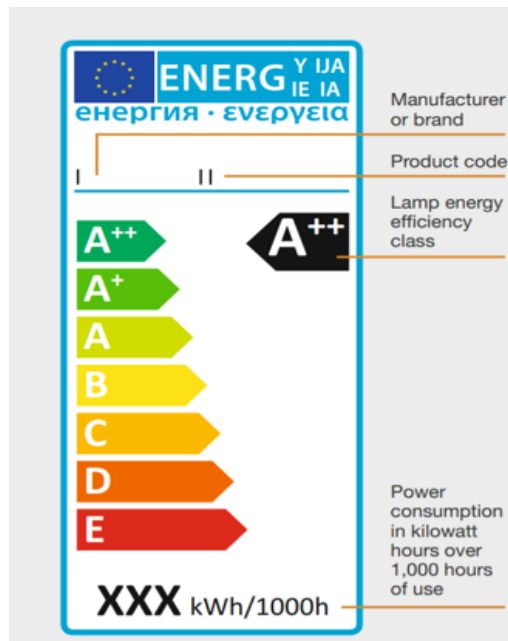 ENERG Y IJA
IE IA
енергия · ενεργεια
I II
A++ A++
A+
A
B
C
D
E
XXX kWh/1000h
Manufacturer
or brand
Product code
Lamp energy
efficiency
class
Power
consumption
in kilowatt
hours over
1,000 hours
of use